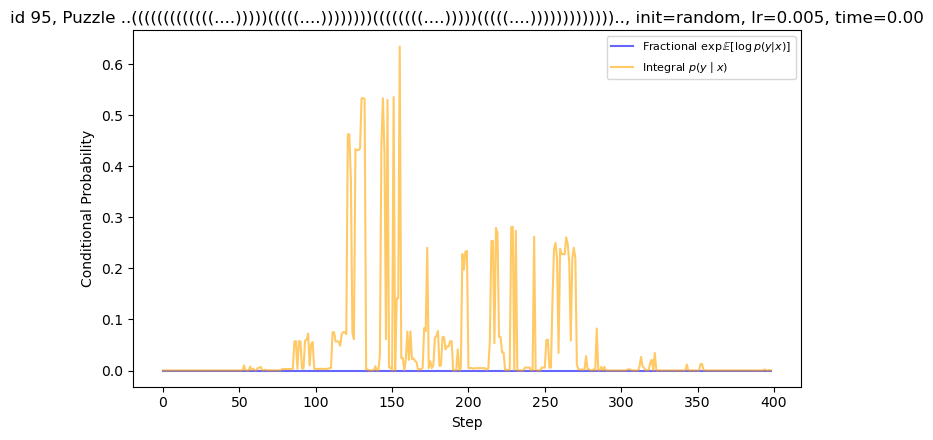 id 95, Puzzle ..(((((((((((((....)))))(((((....))))))))((((((((....)))))(((((....))))))))))))).., init=random, lr=0.005, time=0.00
Fractional exp𝔼[log p(y|x)]
Integral p(y | x)
Conditional Probability
0.6
0.5
0.4
0.3
0.2
0.1
0.0
0 50 100 150 200 250 300 350 400
Step